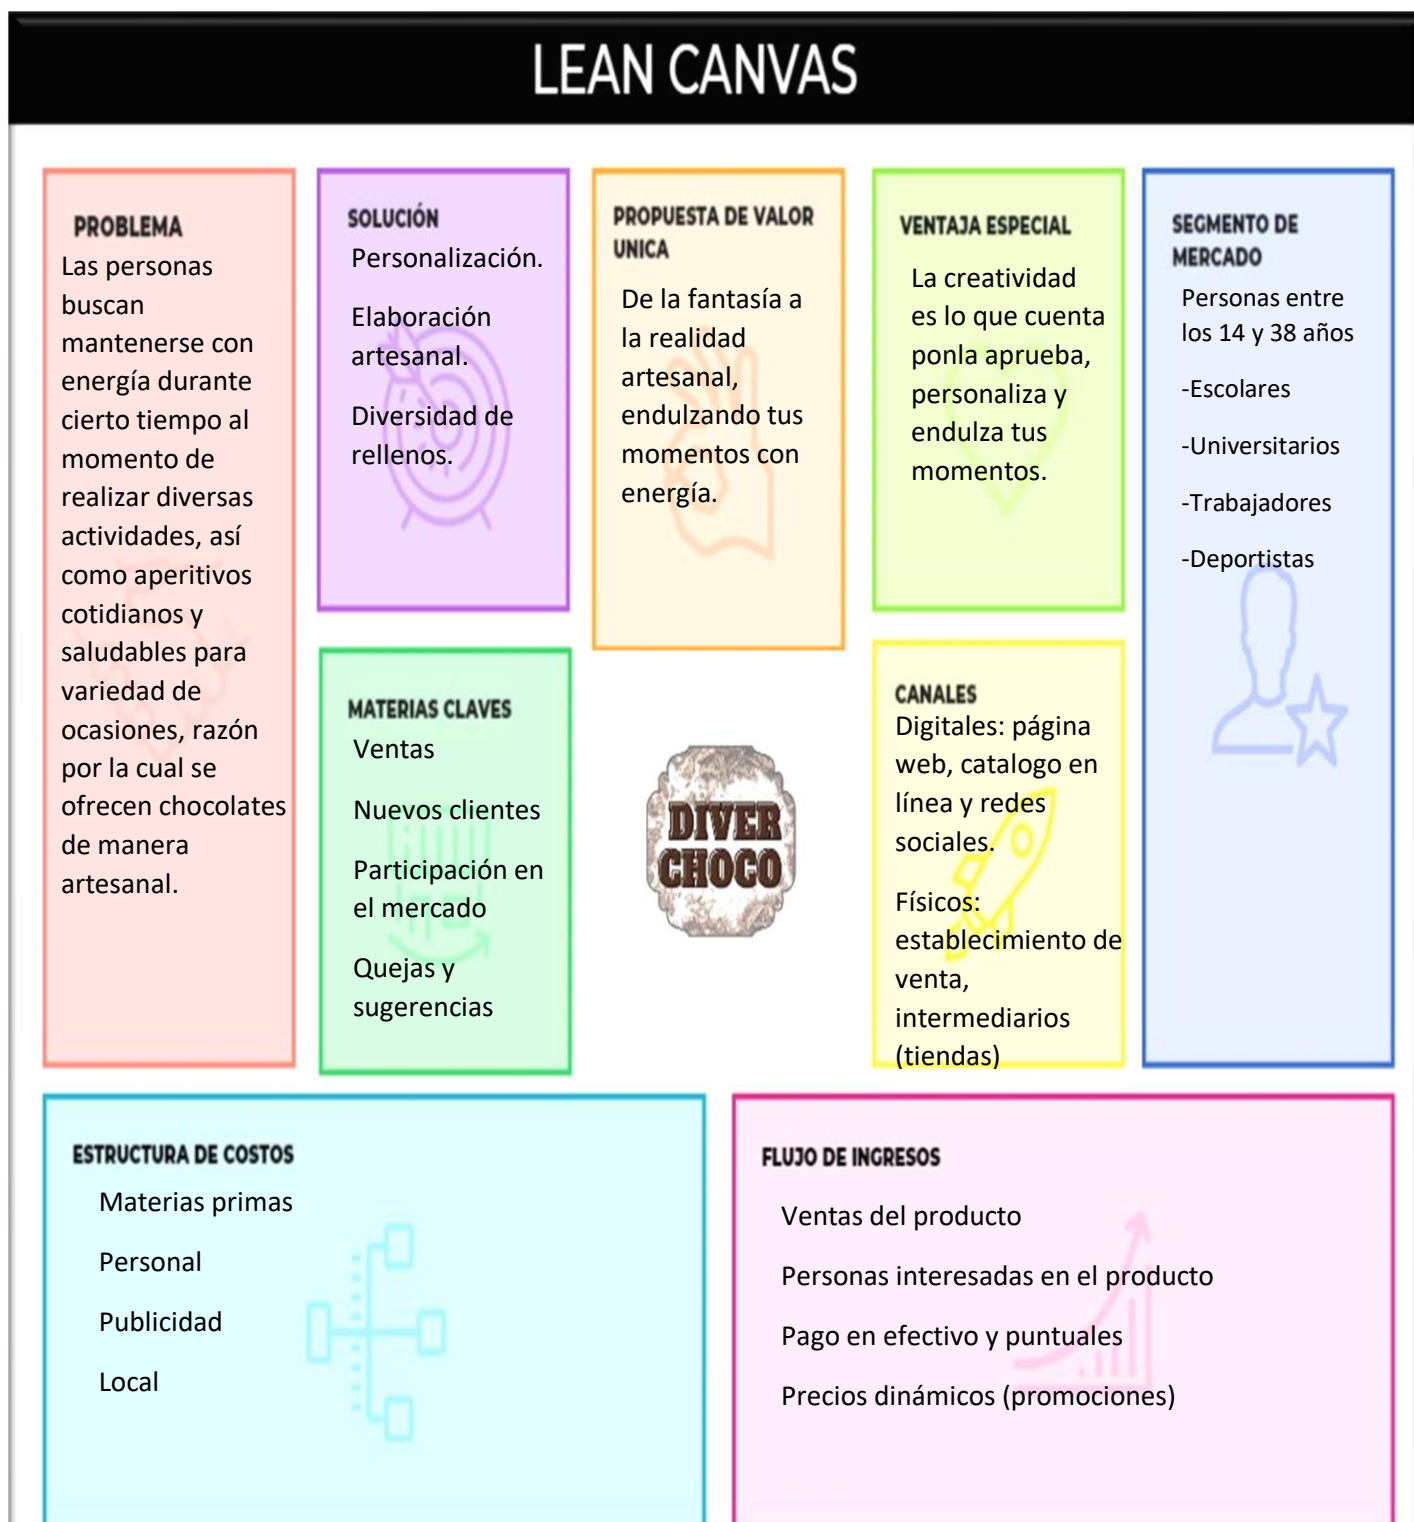 LEAN CANVAS
PROBLEMA
Las personas
buscan
mantenerse con
energía durante
cierto tiempo al
momento de
realizar diversas
actividades, así
como aperitivos
cotidianos y
saludables para
variedad de
ocasiones, razón
por la cual se
ofrecen chocolates
de manera
artesanal.
SOLUCIÓN
Personalización.
Elaboración
artesanal.
Diversidad de
rellenos.
MATERIAS CLAVES
Ventas
Nuevos clientes
Participación en
el mercado
Quejas y
sugerencias
PROPUESTA DE VALOR
UNICA
De la fantasía a
la realidad
artesanal,
endulzando tus
momentos con
energía.
DIVER
CHOCO
VENTAJA ESPECIAL
La creatividad
es lo que cuenta
ponla aprueba,
personaliza y
endulza tus
momentos.
CANALES
Digitales: página
web, catalogo en
línea y redes
sociales.
Físicos:
establecimiento de
venta,
intermediarios
(tiendas)
SEGMENTO DE
MERCADO
Personas entre
los 14 y 38 años
-Escolares
-Universitarios
-Trabajadores
-Deportistas
ESTRUCTURA DE COSTOS
Materias primas
Personal
Publicidad
Local
FLUJO DE INGRESOS
Ventas del producto
Personas interesadas en el producto
Pago en efectivo y puntuales
Precios dinámicos (promociones)